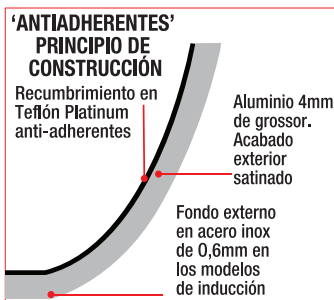 'ANTIADHERENTES'
PRINCIPIO DE
CONSTRUCCIÓN
Recumbrimiento en
Teflón Platinum
anti-adherentes
Aluminio 4mm
de grossor.
Acabado
exterior
satinado
Fondo externo
en acero inox
de 0,6mm en
los modelos
de inducción